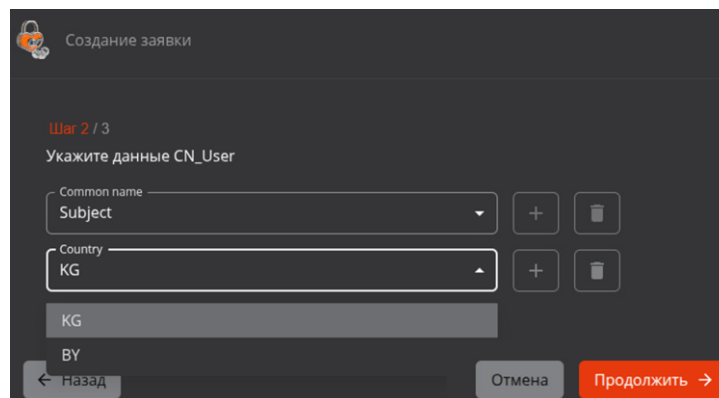 Создание заявки
Шаг 2 / 3
Укажите данные CN_User
Common name
Subject
Country
KG
KG
BY
Назад
Отмена
Продолжить